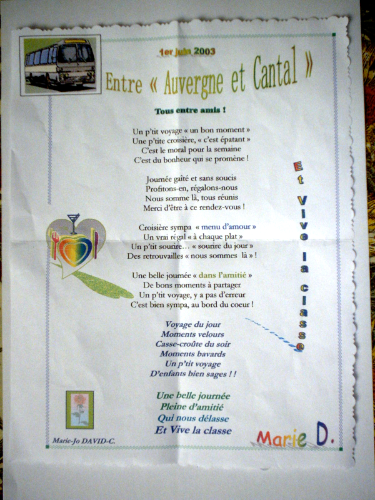 1er juin 2003
Entre « Auvergne et Cantal »
Tous entre amis !
Un p'tit voyage « un bon moment »
Une p'tite croisière, « c'est épatant »
C'est le moral pour la semaine
C'est du bonheur qui se promène !
Journée gaîté et sans soucis
Profitons-en, régalons-nous
Nous somme là, tous réunis
Merci d'être à ce rendez-vous !
Croisière sympa « menu d'amour »
Un vrai régal « à chaque plat »
Un p'tit sourire... « sourire du jour »
Des retrouvailles «nous sommes là » !
Une belle journée « dans l'amitié »
De bons moments à partager
Un p'tit voyage, y a pas d'erreur
C'est bien sympa, au bord du coeur !
Voyage du jour
Moments velours
Casse-croûte du soir
Moments bavards
Un p'tit voyage
D'enfants bien sages ! !
Une belle journée
Pleine d'amitié
Qui nous délasse
Et Vive la classe
Et Vive la classe
Marie-Jo DAVID-C.
Marie D.